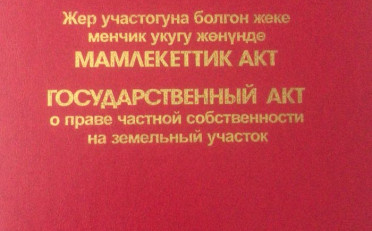 Жер участогуна болгон жеке
менчик укугу жөнүндө
МАМЛЕКЕТТИК АКТ
ГОСУДАРСТВЕННЫЙ АКТ
о праве частной собственности
на земельный участок